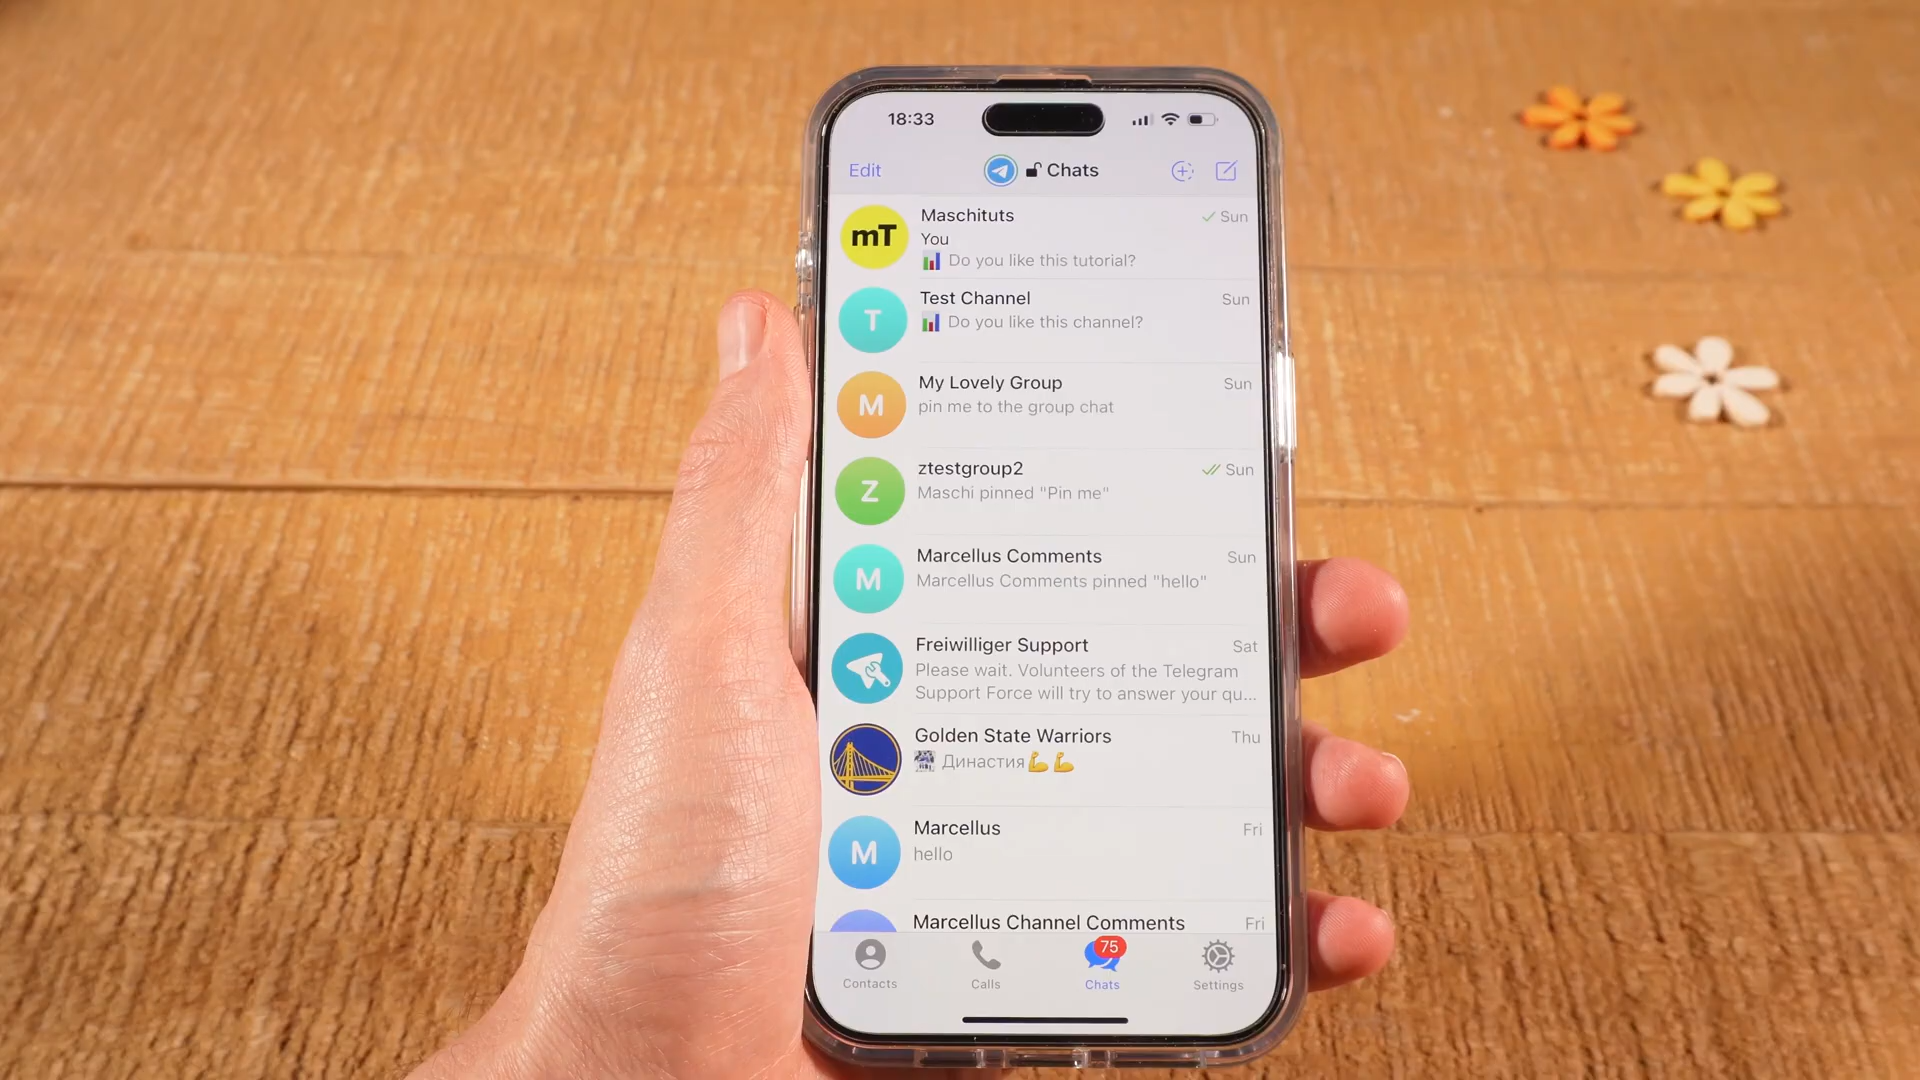 18:33
Edit
Chats
mT
Maschituts
Sun
You
Do you like this tutorial?
T
Test Channel
Sun
Do you like this channel?
M
My Lovely Group
Sun
pin me to the group chat
Z
ztestgroup2
Sun
Maschi pinned "Pin me"
M
Marcellus Comments
Sun
Marcellus Comments pinned "hello"
Freiwilliger Support
Sat
Please wait. Volunteers of the Telegram
Support Force will try to answer your qu...
Golden State Warriors
Thu
Династия💪💪
M
Marcellus
Fri
hello
Marcellus Channel Comments
Fri
75
Contacts
Calls
Chats
Settings